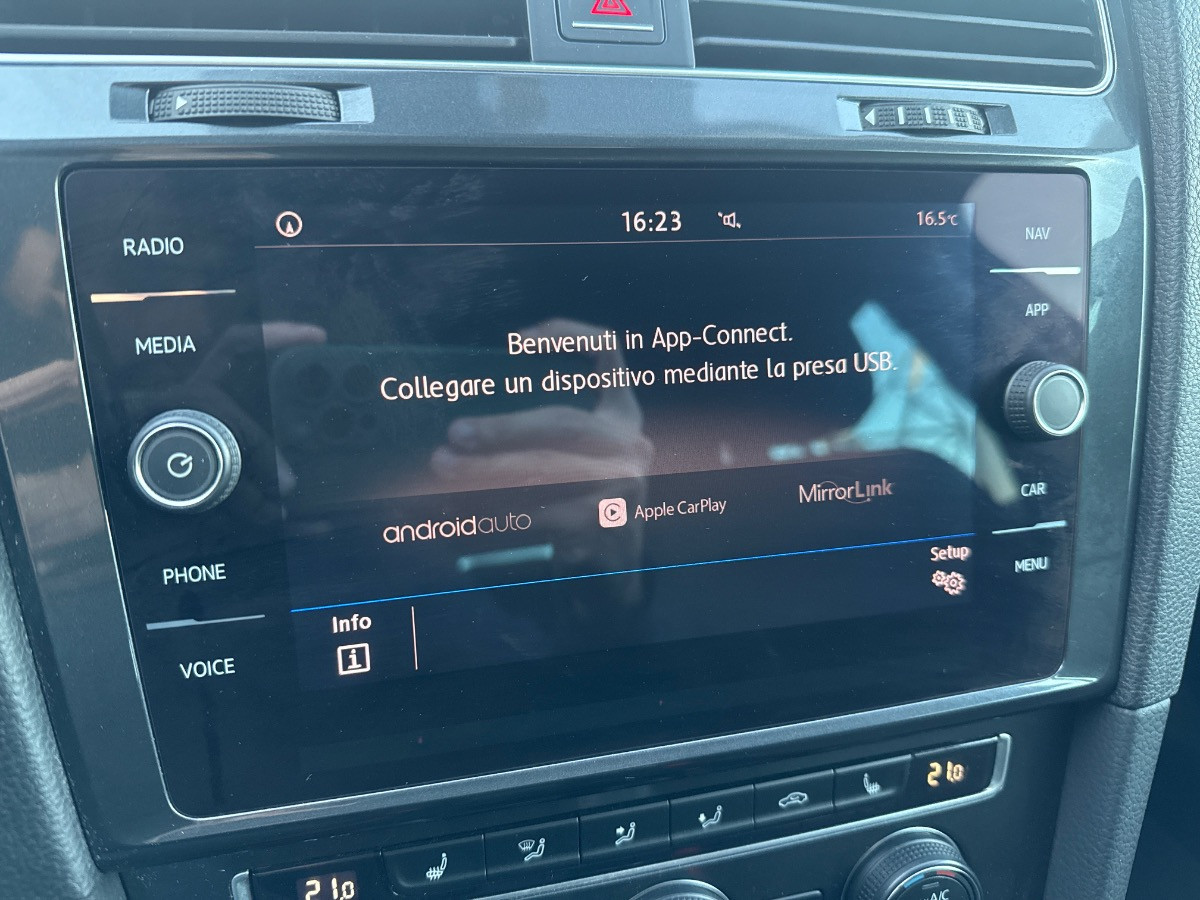 16:23
16.5°C
RADIO
MEDIA
PHONE
VOICE
Benvenuti in App-Connect.
Collegare un dispositivo mediante la presa USB.
androidauto
Apple CarPlay
MirrorLink
Setup
Info
i
NAV
APP
CAR
MENU
21.0
21.0
A/C